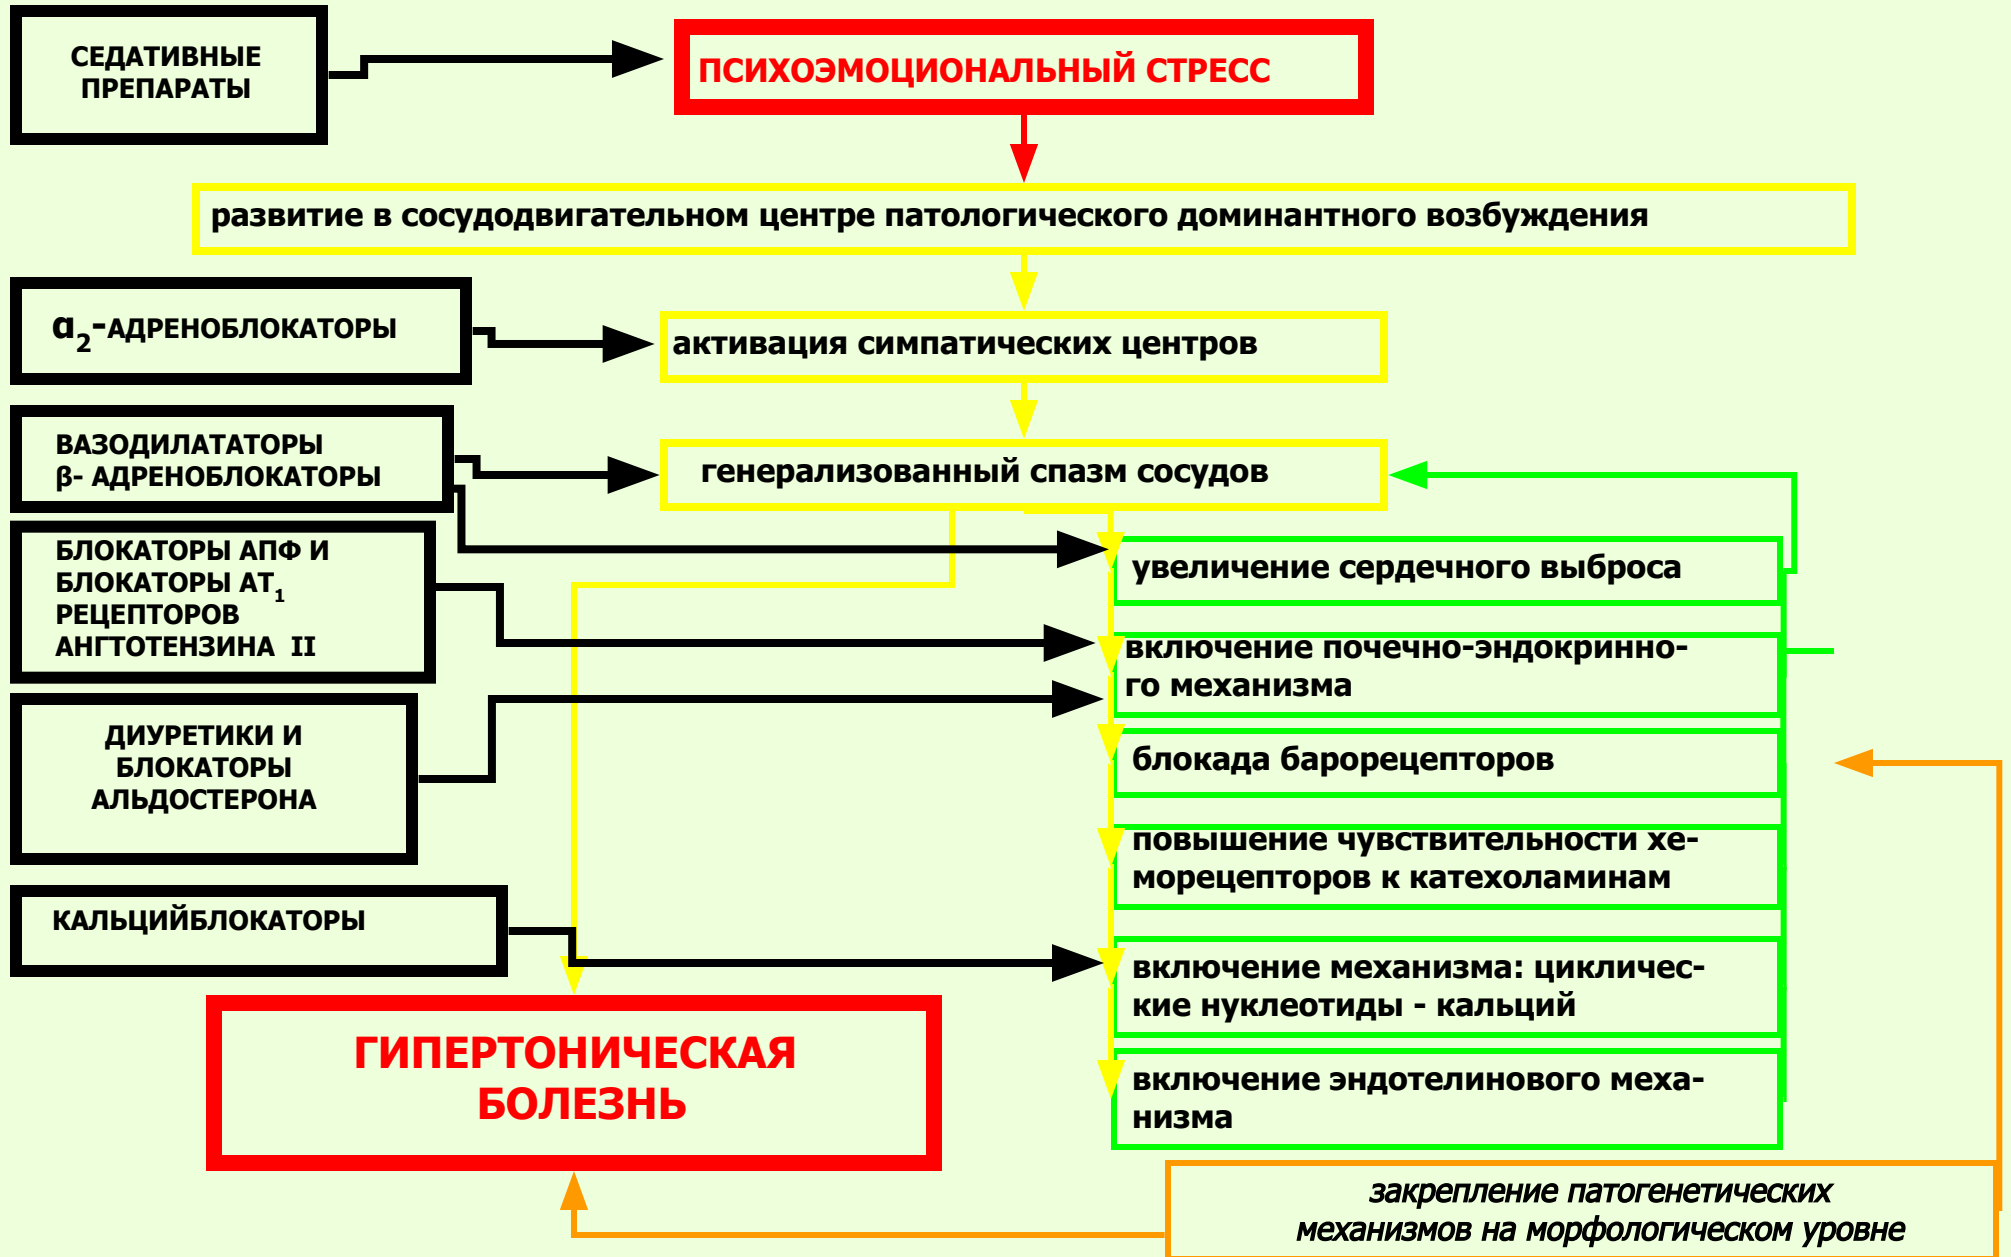 СЕДАТИВНЫЕ
ПРЕПАРАТЫ
ПСИХОЭМОЦИОНАЛЬНЫЙ СТРЕСС
развитие в сосудодвигательном центре патологического доминантного возбуждения
α₂-АДРЕНОБЛОКАТОРЫ
активация симпатических центров
ВАЗОДИЛАТАТОРЫ
β- АДРЕНОБЛОКАТОРЫ
генерализованный спазм сосудов
БЛОКАТОРЫ АПФ И
БЛОКАТОРЫ АТ₁
РЕЦЕПТОРОВ
АНГТОТЕНЗИНА II
увеличение сердечного выброса
включение почечно-эндокринно-
го механизма
ДИУРЕТИКИ И
БЛОКАТОРЫ
АЛЬДОСТЕРОНА
блокада барорецепторов
повышение чувствительности хе-
морецепторов к катехоламинам
КАЛЬЦИЙБЛОКАТОРЫ
включение механизма: цикличес-
кие нуклеотиды - кальций
ГИПЕРТОНИЧЕСКАЯ
БОЛЕЗНЬ
включение эндотелинового меха-
низма
закрепление патогенетических
механизмов на морфологическом уровне